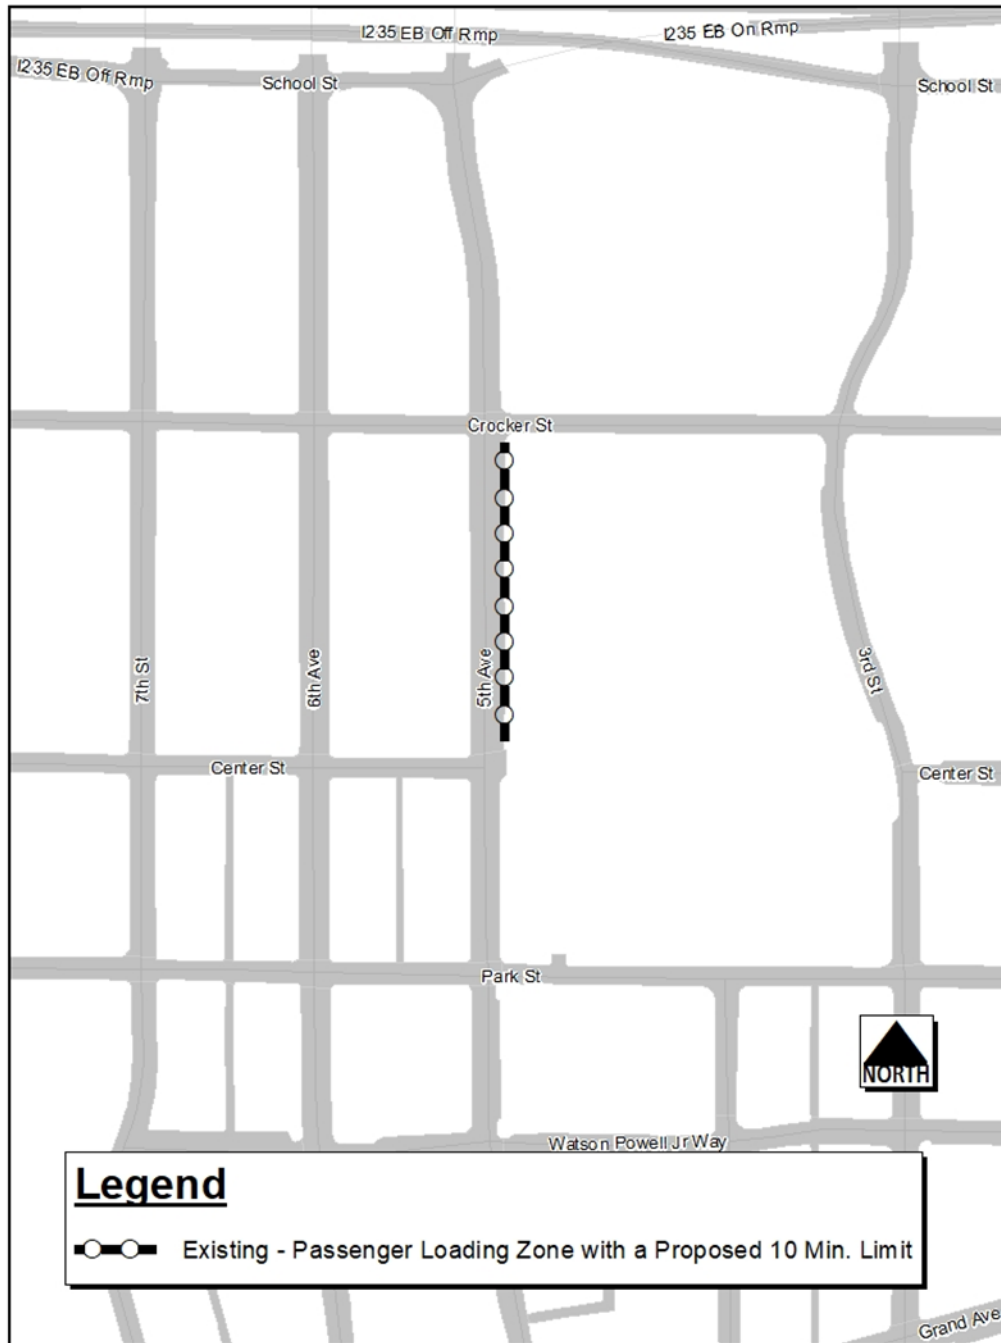 I235 EB Off Rmp
I235 EB On Rmp
I235 EB Off Rmp
School St
School St
Crocker St
7th St
6th Ave
5th Ave
3rd St
Center St
Center St
Park St
NORTH
Watson Powell Jr Way
Legend
Existing - Passenger Loading Zone with a Proposed 10 Min. Limit
Grand Ave